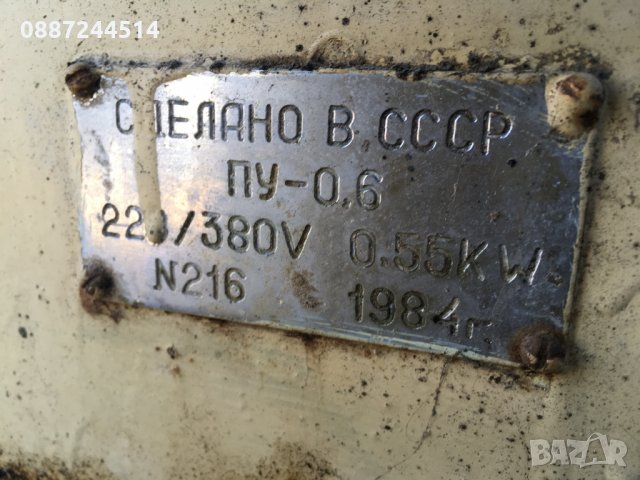 0887244514
СДЕЛАНО В СССР
ПУ-0.6
220/380V 0.55KW
N216 1984г.
BAZAR